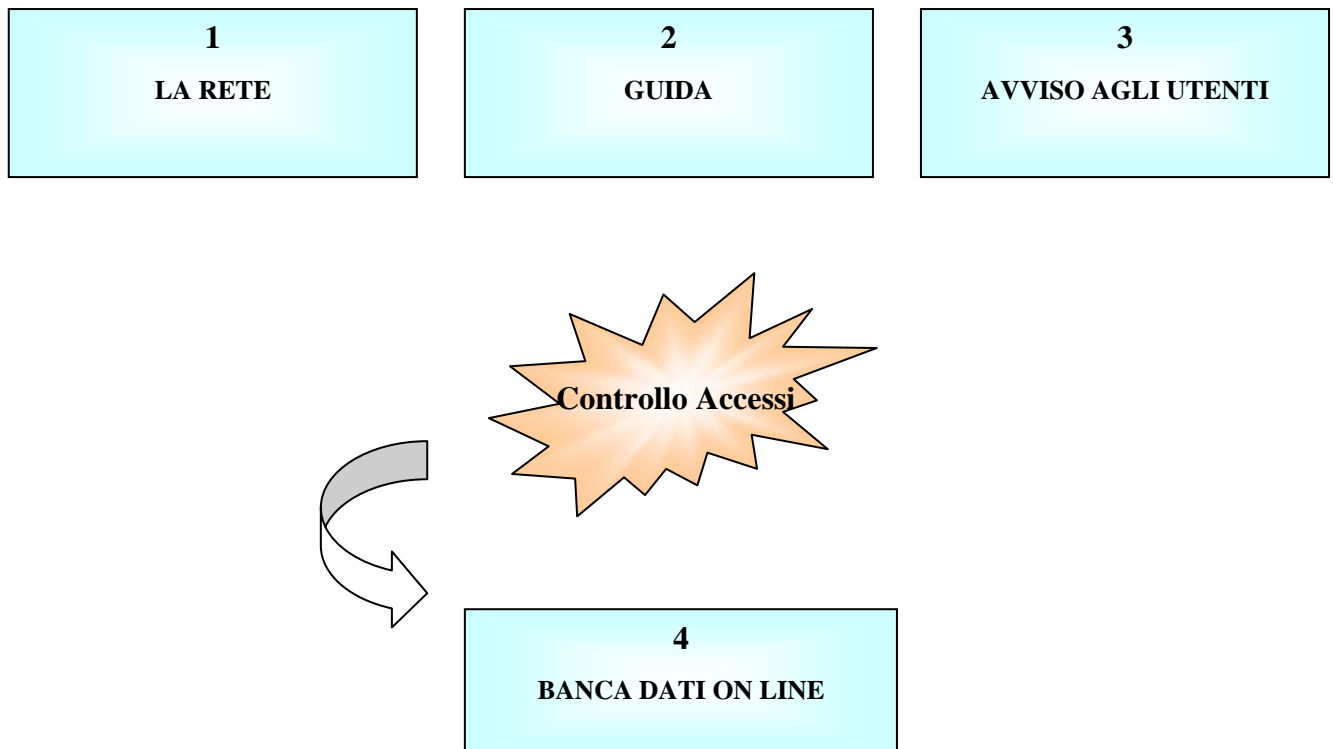 1
LA RETE
2
GUIDA
3
AVVISO AGLI UTENTI
Controllo Accessi
4
BANCA DATI ON LINE